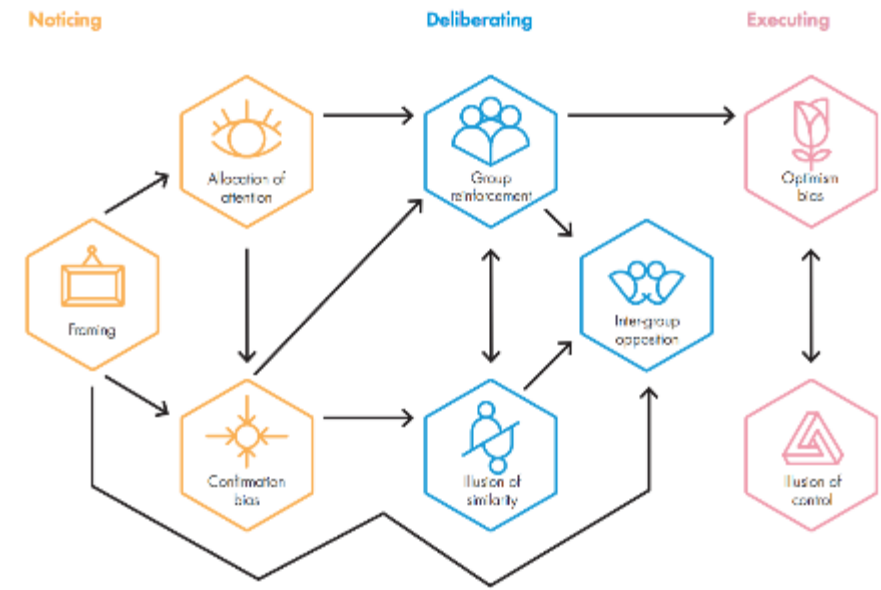 Noticing
Deliberating
Executing
Allocation of
attention
Group
reinforcement
Optimism
bias
Framing
Inter-group
opposition
Confirmation
bias
Illusion of
similarity
Illusion of
control